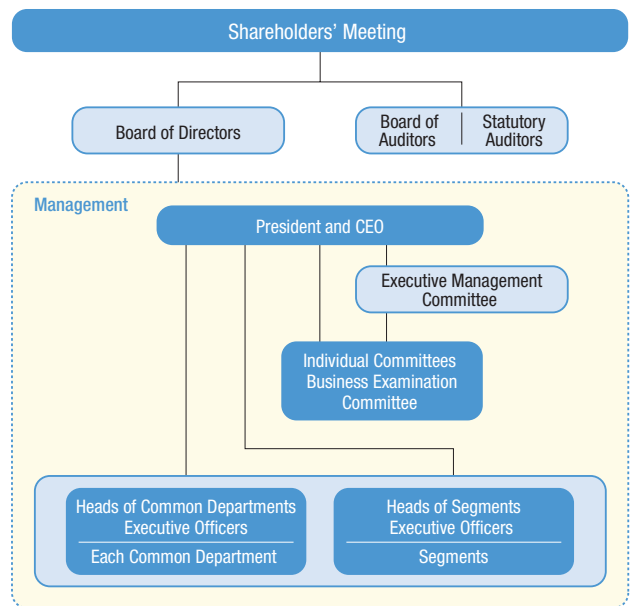 Shareholders’ Meeting
Board of Directors
Board of
Auditors
Statutory
Auditors
Management
President and CEO
Executive Management
Committee
Individual Committees
Business Examination
Committee
Heads of Common Departments
Executive Officers
Each Common Department
Heads of Segments
Executive Officers
Segments